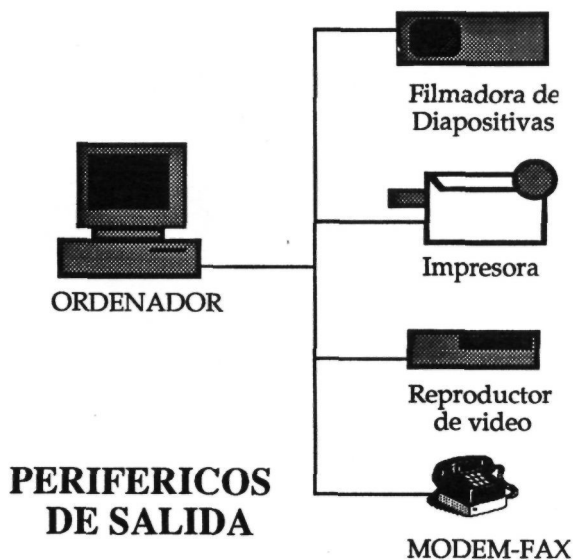 Filmadora de
Diapositivas
Impresora
ORDENADOR
Reproductor
de video
PERIFERICOS
DE SALIDA
MODEM-FAX